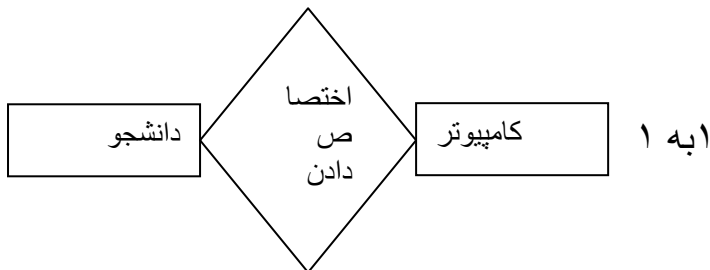 ۱به ۱
کامپیوتر
اختصا
ص
دادن
دانشجو